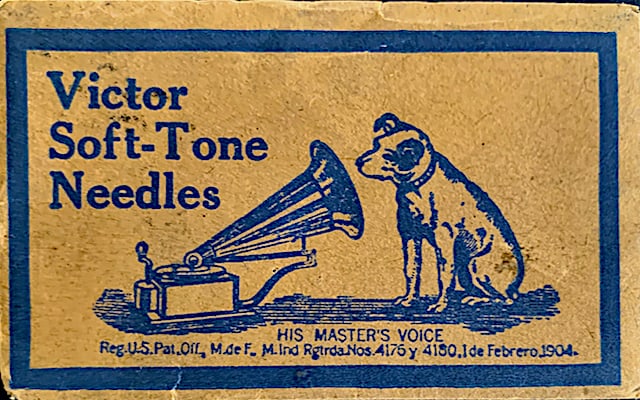 Victor
Soft-Tone
Needles
HIS MASTER'S VOICE
Reg.U.S.Pat.Off., M.de F. M.Ind Rgtrda.Nos.4176 y 4180,1 de Febrero,1904.